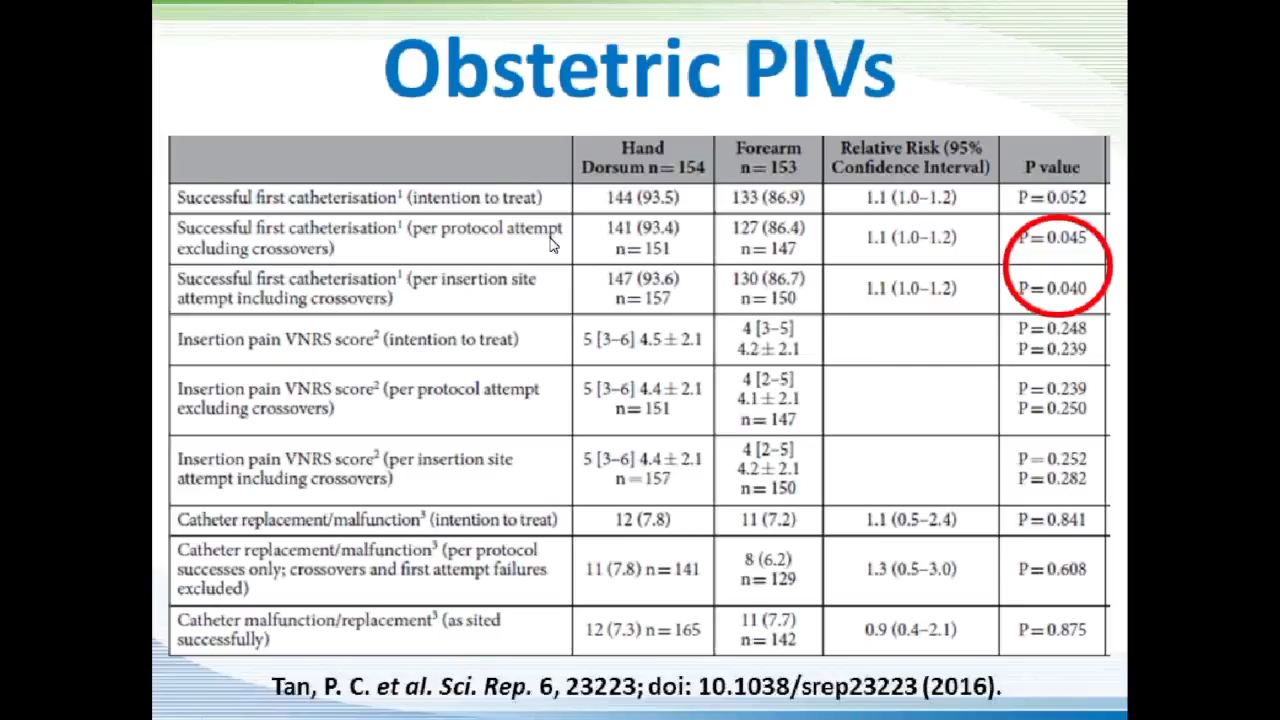 Obstetric PIVs
Hand
Dorsum n= 154
Forearm
n= 153
Relative Risk (95%
Confidence Interval)
P value
Successful first catheterisation¹ (intention to treat)
144 (93.5)
133 (86.9)
1.1 (1.0–1.2)
P=0.052
Successful first catheterisation¹ (per protocol attempt
excluding crossovers)
141 (93.4)
n=151
127 (86.4)
n=147
1.1 (1.0–1.2)
P=0.045
Successful first catheterisation¹ (per insertion site
attempt including crossovers)
147 (93.6)
n=157
130 (86.7)
n=150
1.1 (1.0–1.2)
P=0.040
Insertion pain VNRS score² (intention to treat)
5 [3–6] 4.5±2.1
4 [3–5]
4.2±2.1
P=0.248
P=0.239
Insertion pain VNRS score² (per protocol attempt
excluding crossovers)
5 [3–6] 4.4±2.1
n=151
4 [2–5]
4.1±2.1
n=147
P=0.239
P=0.250
Insertion pain VNRS score² (per insertion site
attempt including crossovers)
5 [3–6] 4.4±2.1
n=157
4 [2–5]
4.2±2.1
n=150
P=0.252
P=0.282
Catheter replacement/malfunction³ (intention to treat)
12 (7.8)
11 (7.2)
1.1 (0.5–2.4)
P=0.841
Catheter replacement/malfunction³ (per protocol
successes only; crossovers and first attempt failures
excluded)
11 (7.8) n=141
8 (6.2)
n=129
1.3 (0.5–3.0)
P=0.608
Catheter malfunction/replacement³ (as sited
successfully)
12 (7.3) n=165
11 (7.7)
n=142
0.9 (0.4–2.1)
P=0.875
Tan, P. C. et al. Sci. Rep. 6, 23223; doi: 10.1038/srep23223 (2016).